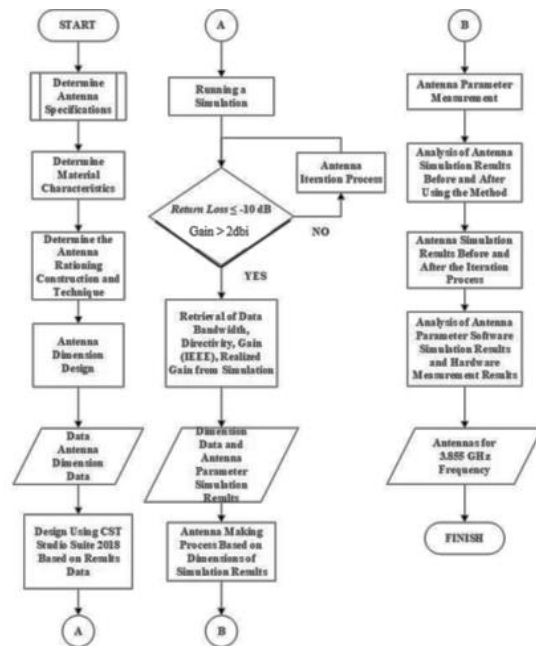 START
Determine
Antenna
Specifications
Determine
Material
Characteristics
Determine the
Antenna
Rationing
Construction and
Technique
Antenna
Dimension
Design
Data
Antenna
Dimension
Data
Design Using CST
Studio Suite 2018
Based on Results
Data
A
A
Running a
Simulation
Antenna
Iteration Process
Return Loss ≤ -10 dB
Gain > 2dbi
NO
YES
Retrieval of Data
Bandwidth,
Directivity, Gain
(IEEE), Realized
Gain from Simulation
Dimension
Data and
Antenna
Parameter
Simulation
Results
Antenna Making
Process Based on
Dimensions of
Simulation Results
B
B
Antenna Parameter
Measurement
Analysis of Antenna
Simulation Results
Before and After
Using the Method
Antenna Simulation
Results Before and
After the Iteration
Process
Analysis of Antenna
Parameter Software
Simulation Results
and Hardware
Measurement Results
Antennas for
3.855 GHz
Frequency
FINISH